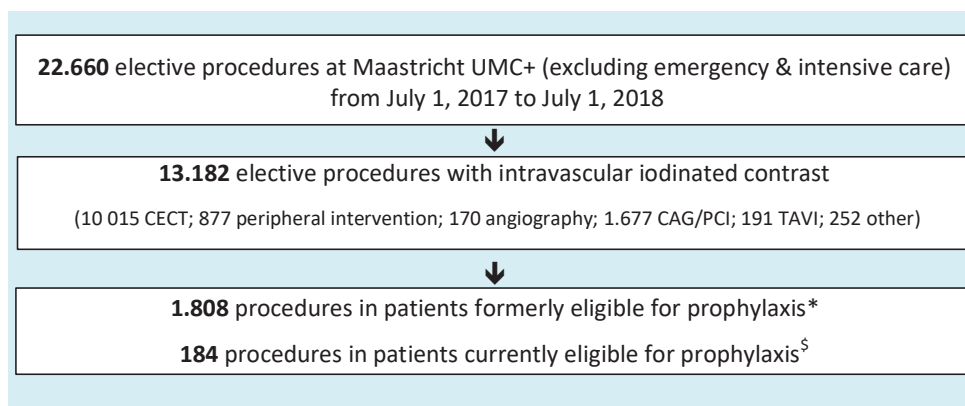 22.660 elective procedures at Maastricht UMC+ (excluding emergency & intensive care)
from July 1, 2017 to July 1, 2018
13.182 elective procedures with intravascular iodinated contrast
(10 015 CECT; 877 peripheral intervention; 170 angiography; 1.677 CAG/PCI; 191 TAVI; 252 other)
1.808 procedures in patients formerly eligible for prophylaxis*
184 procedures in patients currently eligible for prophylaxis$